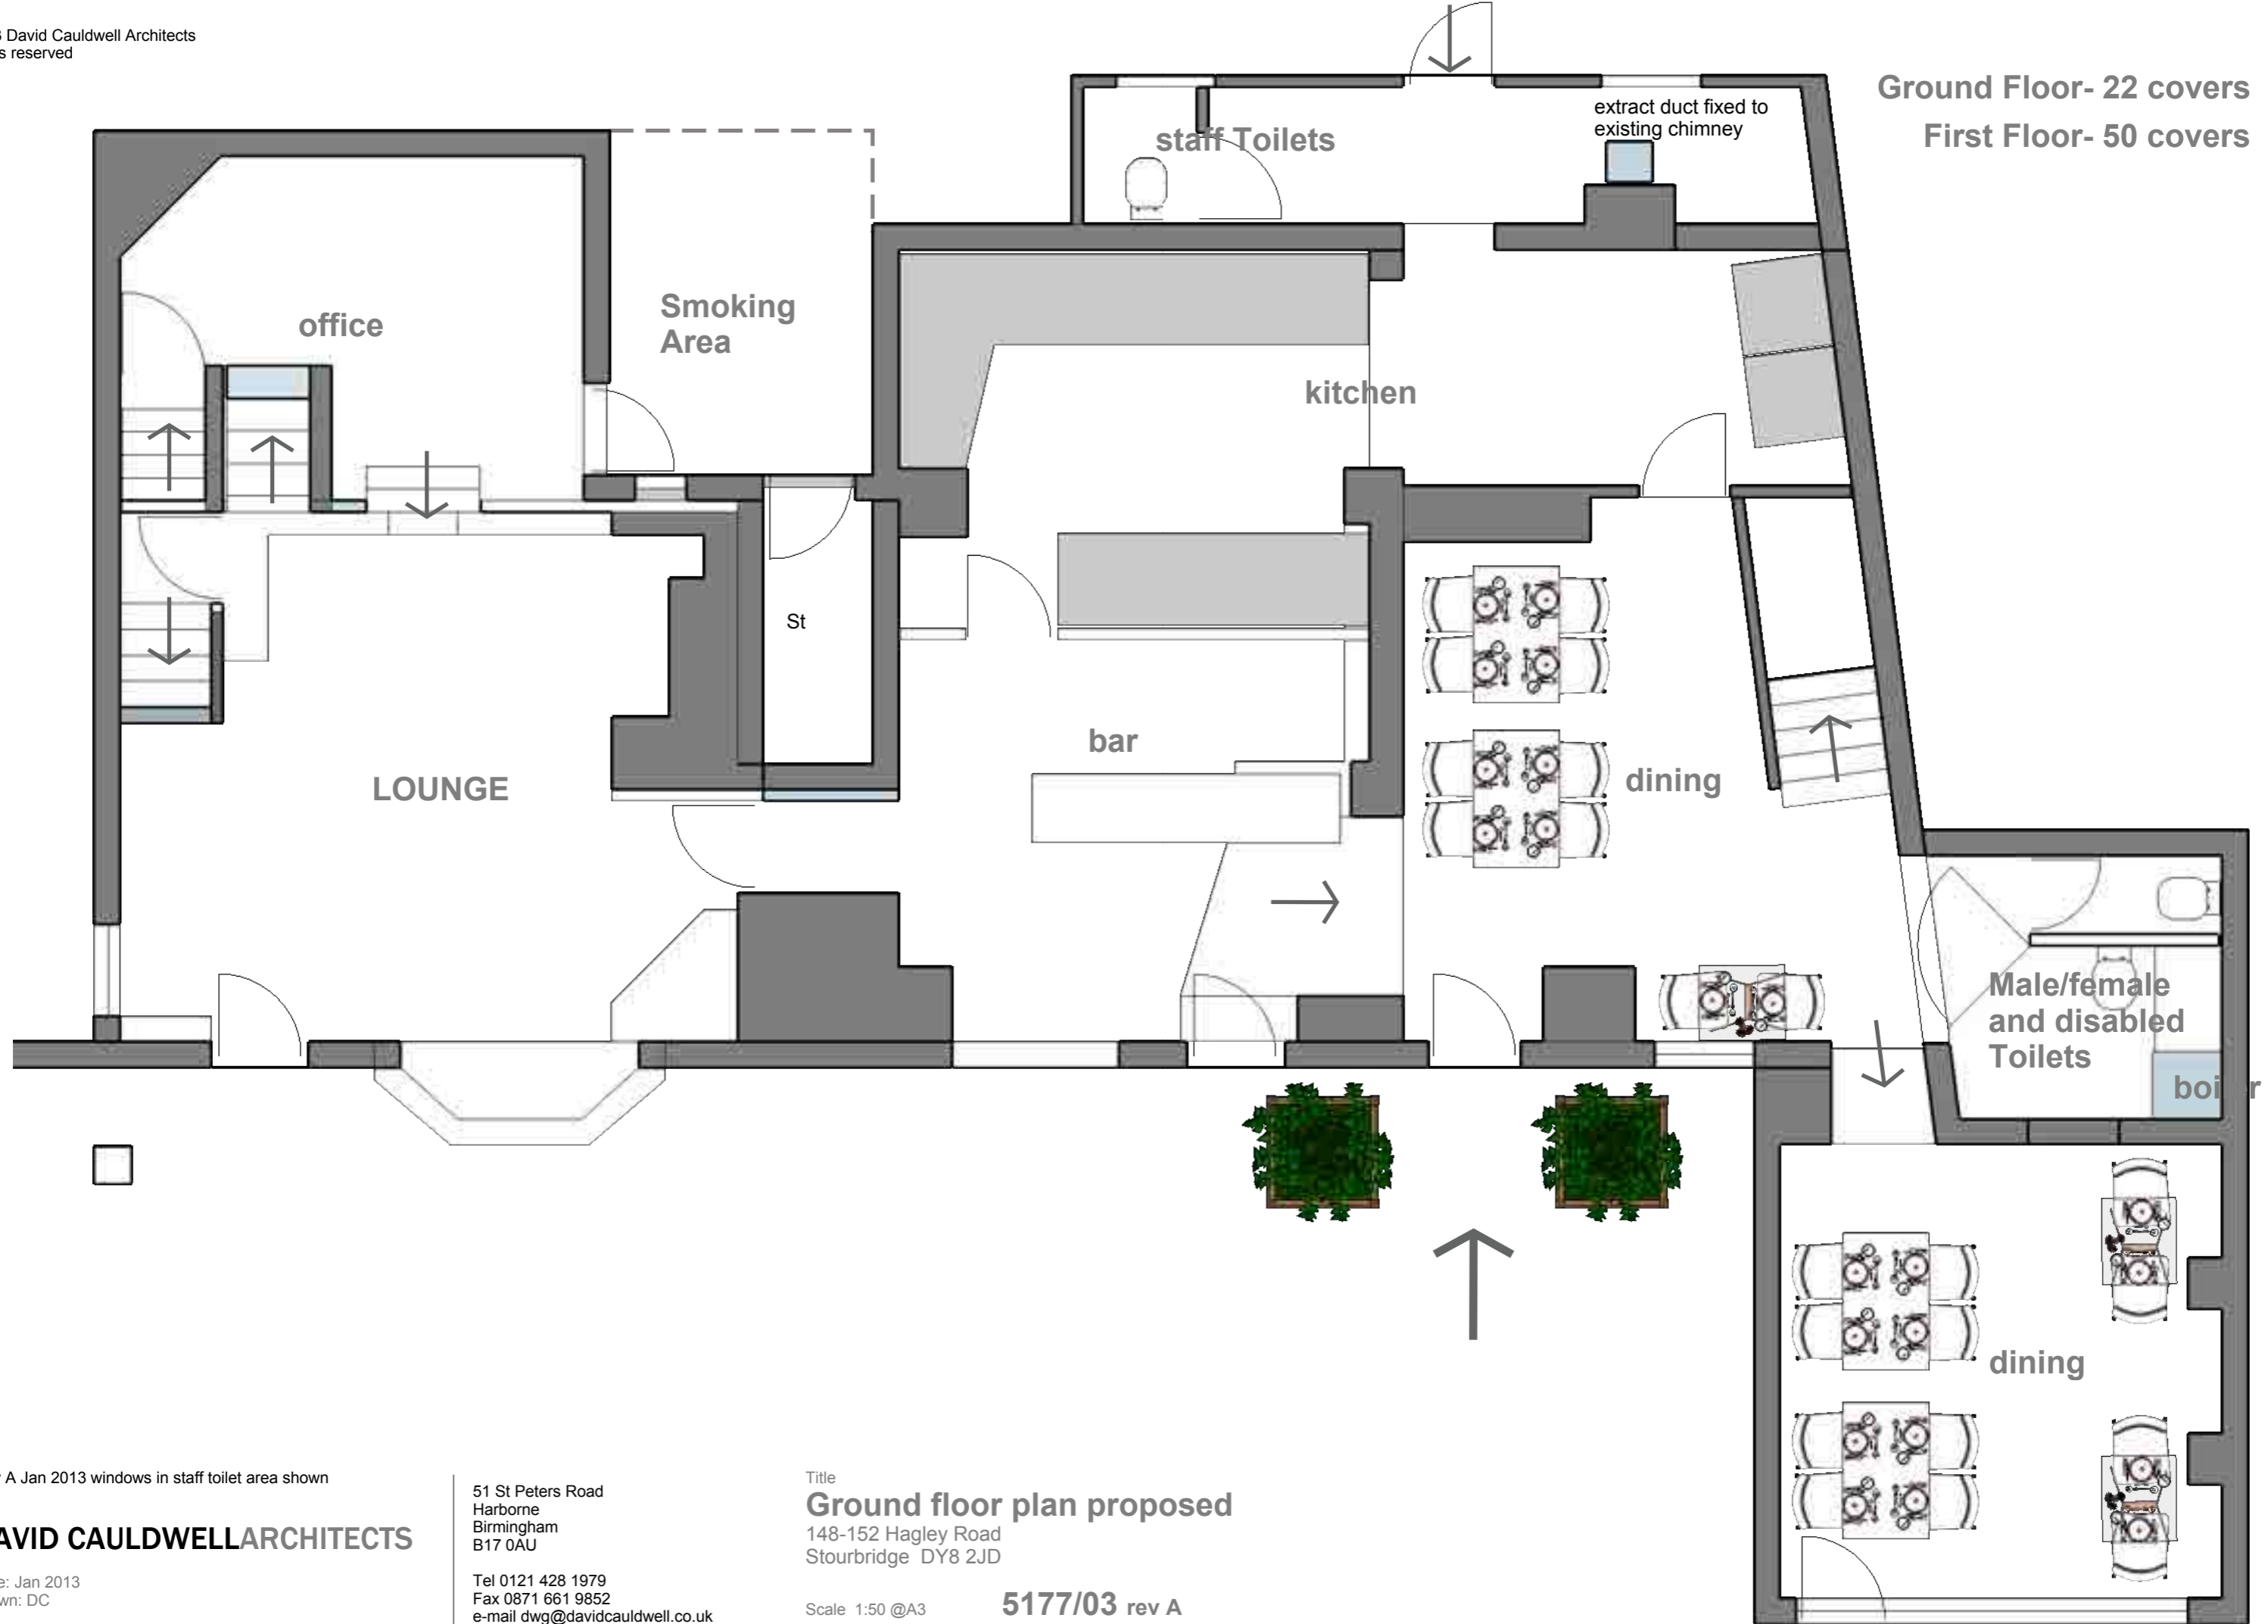 David Cauldwell Architects
reserved
Ground Floor- 22 covers
First Floor- 50 covers
extract duct fixed to
existing chimney
staff Toilets
office
Smoking
Area
kitchen
St
bar
LOUNGE
dining
Male/female
and disabled
Toilets
dining
A Jan 2013 windows in staff toilet area shown
CAULDWELLARCHITECTS
Jan 2013
DC
51 St Peters Road
Harborne
Birmingham
B17 0AU
Tel 0121 428 1979
Fax 0871 661 9852
e-mail dwg@davidcauldwell.co.uk
Title
Ground floor plan proposed
148-152 Hagley Road
Stourbridge DY8 2JD
Scale 1:50 @A3
5177/03 rev A